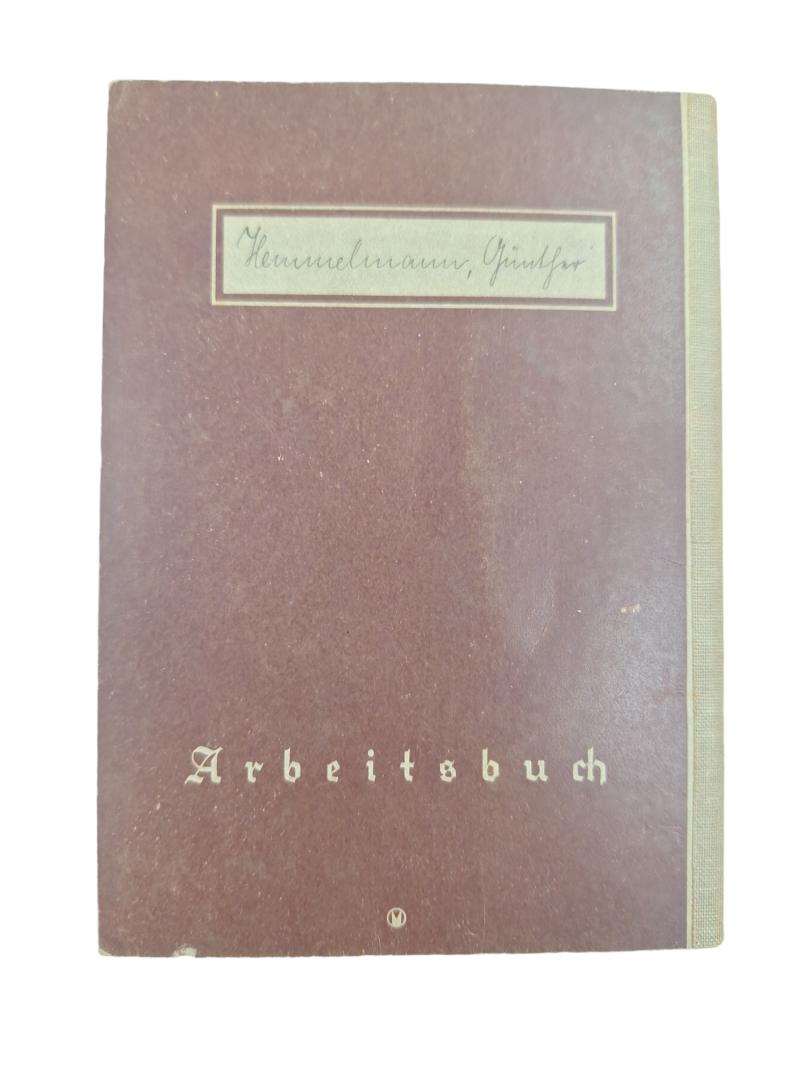 Hemmelmann, Günther
Arbeitsbuch
M